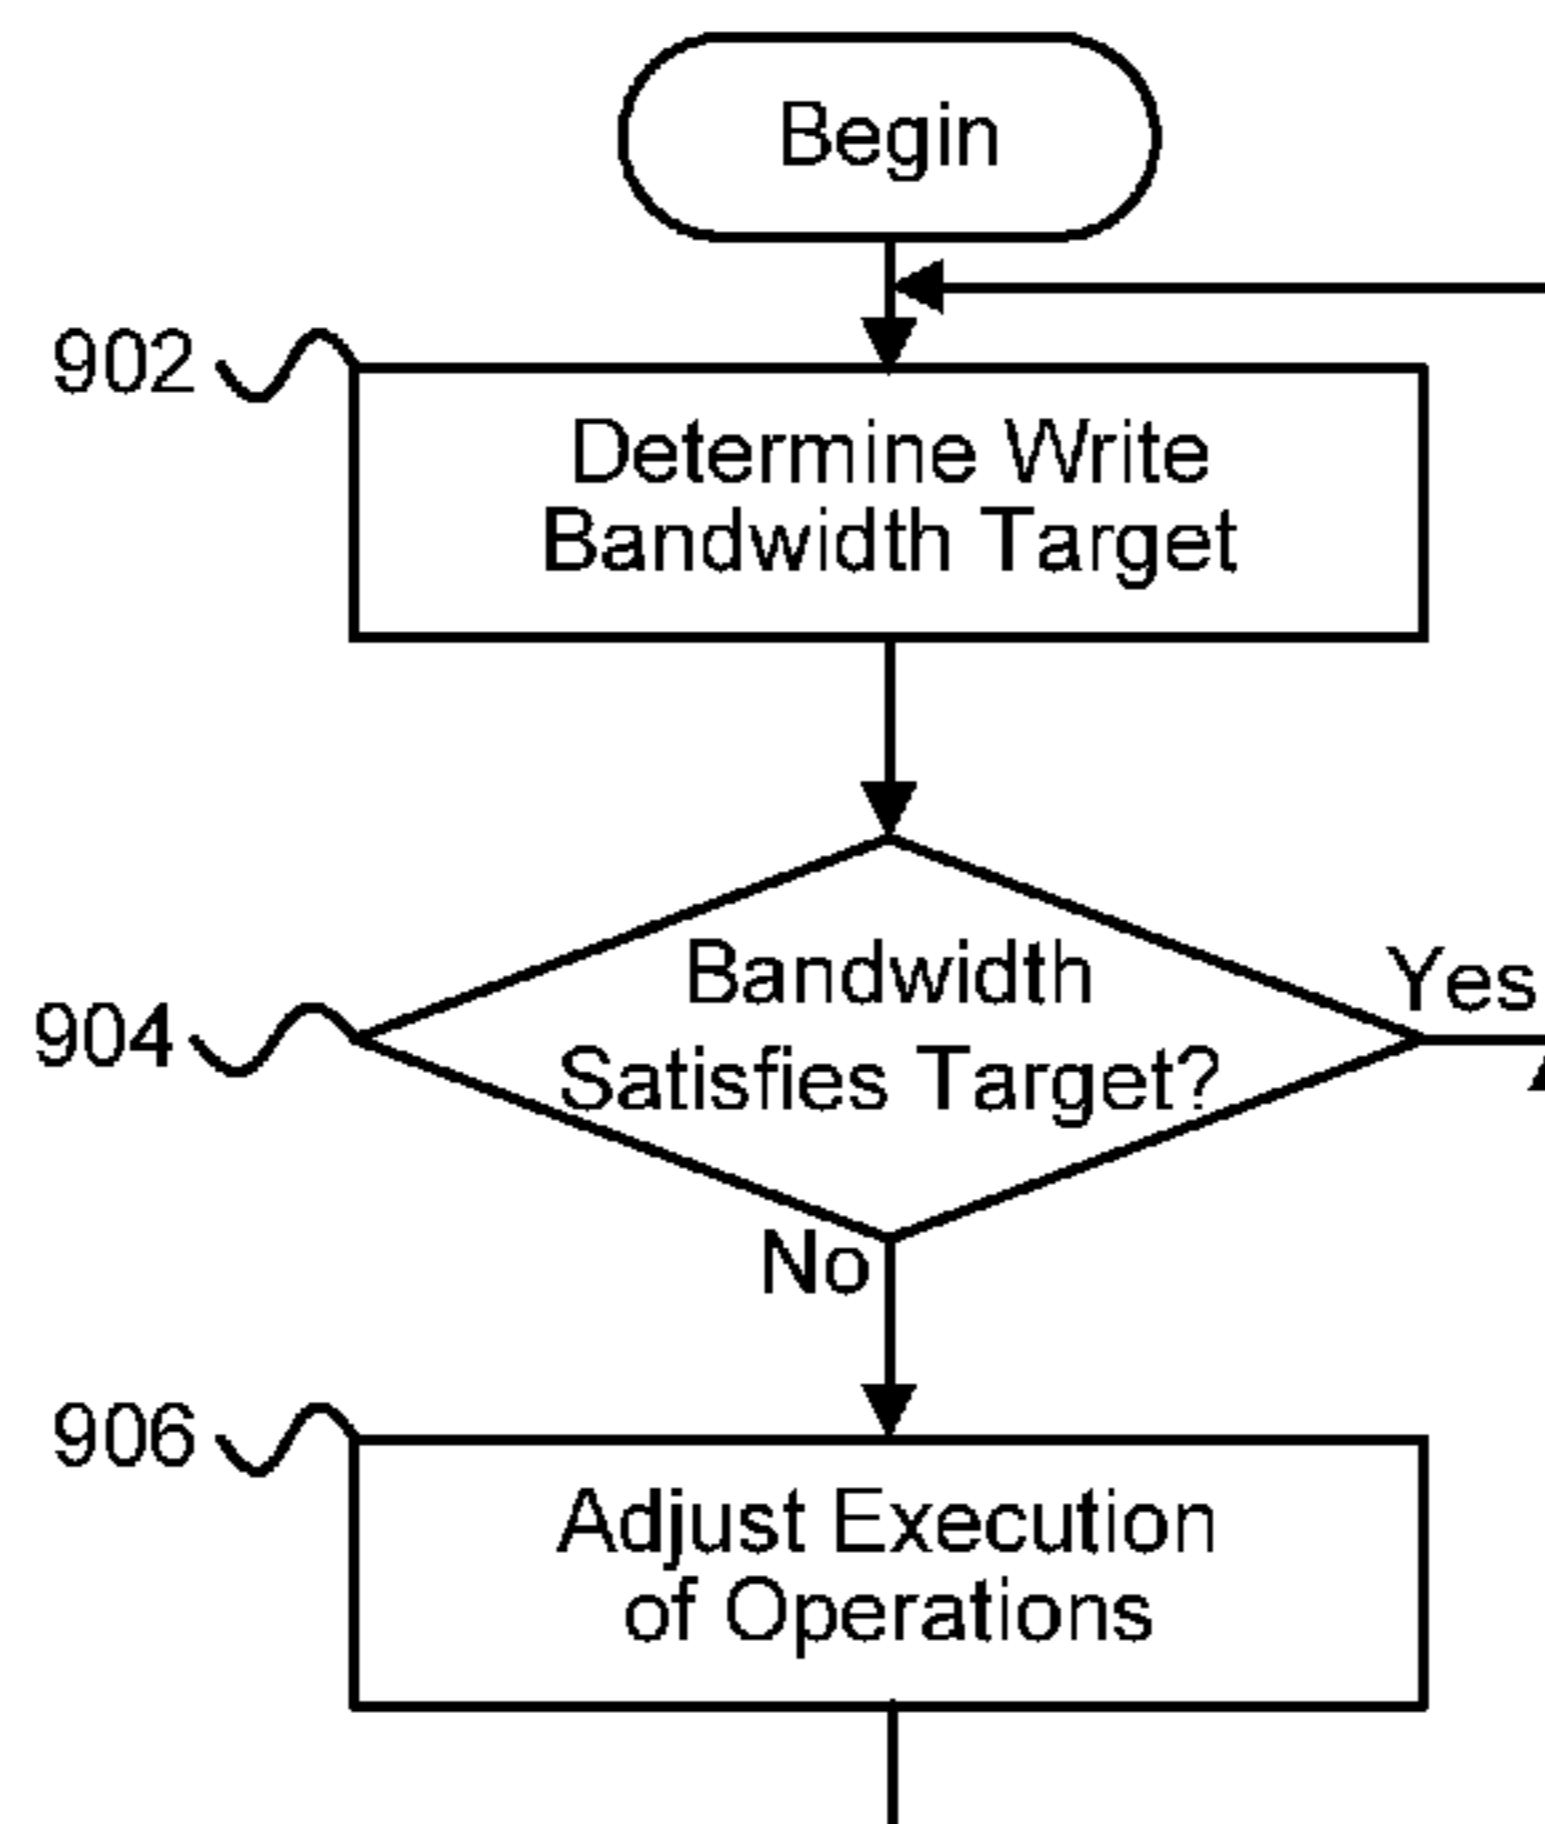 Begin
902
Determine Write
Bandwidth Target
904
Bandwidth
Satisfies Target?
Yes
No
906
Adjust Execution
of Operations